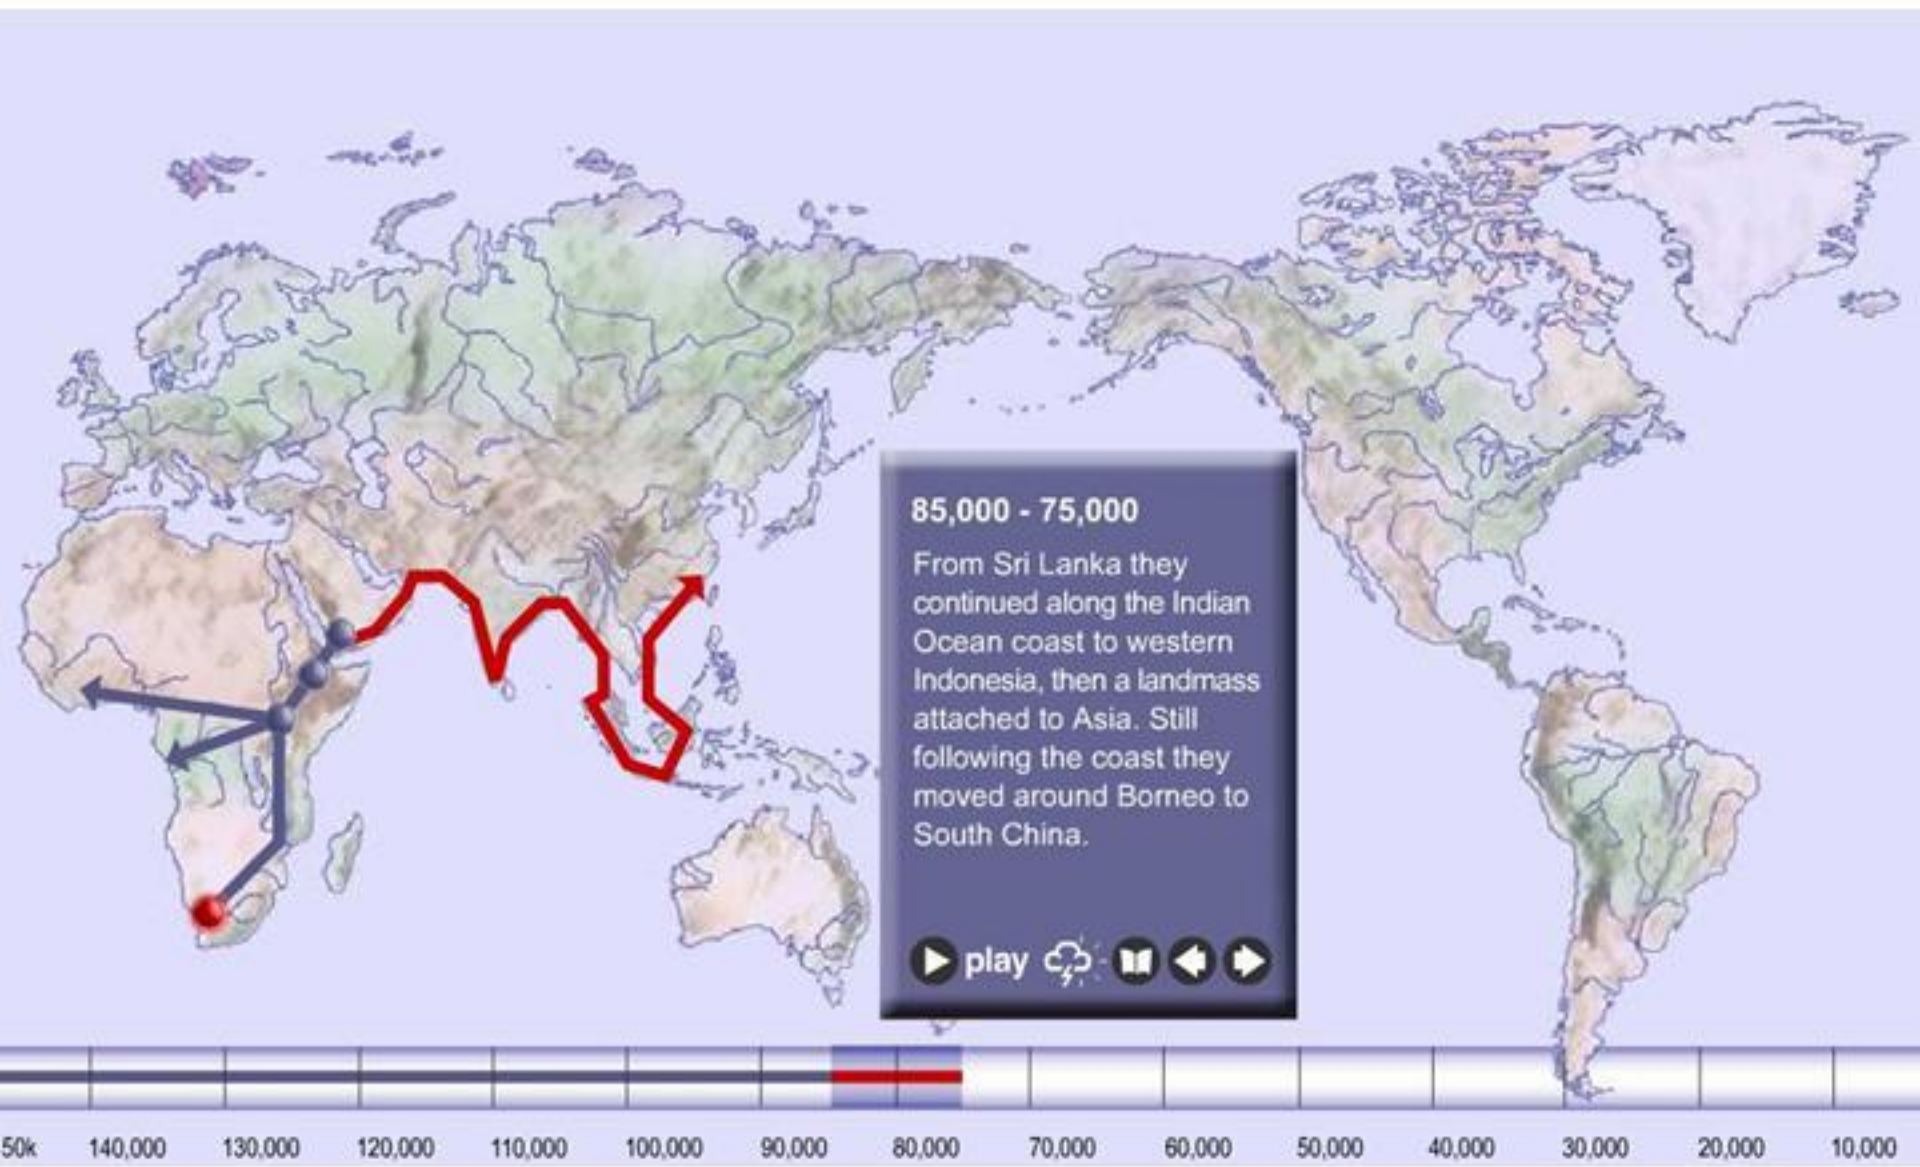 85,000 - 75,000
From Sri Lanka they
continued along the Indian
Ocean coast to western
Indonesia, then a landmass
attached to Asia. Still
following the coast they
moved around Borneo to
South China.
play
50k 140,000 130,000 120,000 110,000 100,000 90,000 80,000 70,000 60,000 50,000 40,000 30,000 20,000 10,000